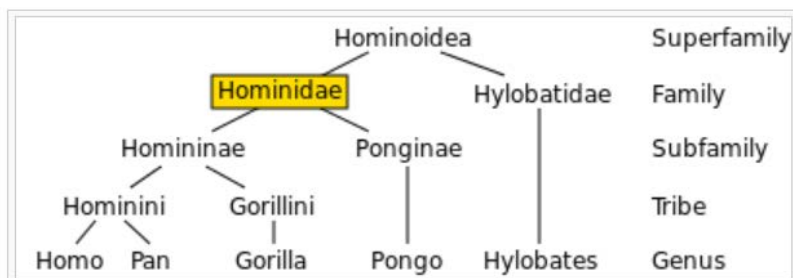 Hominoidea Superfamily
Hominidae Hylobatidae Family
Homininae Ponginae Subfamily
Hominini Gorillini Tribe
Homo Pan Gorilla Pongo Hylobates Genus